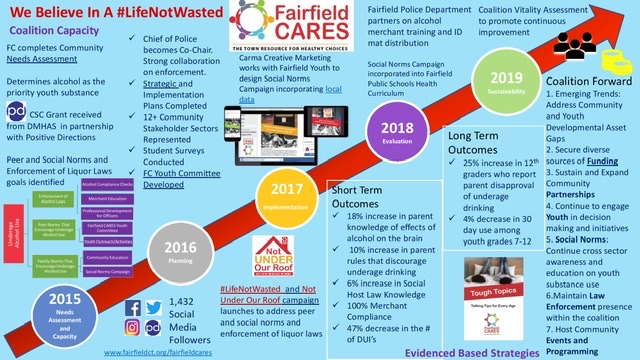 We Believe In A #LifeNotWasted
Coalition Capacity
FC completes Community
Needs Assessment
Determines alcohol as the
priority youth substance
CSC Grant received
from DMHAS in partnership
with Positive Directions
Peer and Social Norms and
Enforcement of Liquor Laws
goals identified
Underage
Alcohol Use
Enforcement of
Alcohol Laws
Alcohol Compliance Checks
Merchant Education
Professional Development
for Officers
Peer Norms That
Encourage Underage
Alcohol Use
Fairfield CARES Youth
Committee
Youth Outreach/Activities
Family Norms That
Encourage Underage
Alcohol Use
Community Education
Social Norms Campaign
✓ Chief of Police
becomes Co-Chair.
Strong collaboration
on enforcement.
✓ Strategic and
Implementation
Plans Completed
✓ 12+ Community
Stakeholder Sectors
Represented
✓ Student Surveys
Conducted
✓ FC Youth Committee
Developed
Fairfield
CARES
THE TOWN RESOURCE FOR HEALTHY CHOICES
Carma Creative Marketing
works with Fairfield Youth to
design Social Norms
Campaign incorporating local
data
Fairfield Police Department
partners on alcohol
merchant training and ID
mat distribution
Social Norms Campaign
incorporated into Fairfield
Public Schools Health
Curriculum
Coalition Vitality Assessment
to promote continuous
improvement
2015
Needs
Assessment
and
Capacity
2016
Planning
2017
Implementation
2018
Evaluation
2019
Sustainability
1,432
Social
Media
Followers
www.fairfieldct.org/fairfieldcares
Not
Under
Our Roof
#LifeNotWasted and Not
Under Our Roof campaign
launches to address peer
and social norms and
enforcement of liquor laws
Short Term
Outcomes
✓ 18% increase in parent
knowledge of effects of
alcohol on the brain
✓ 10% increase in parent
rules that discourage
underage drinking
✓ 6% increase in Social
Host Law Knowledge
✓ 100% Merchant
Compliance
✓ 47% decrease in the #
of DUI's
Long Term
Outcomes
✓ 25% increase in 12th
graders who report
parent disapproval
of underage
drinking
✓ 4% decrease in 30
day use among
youth grades 7-12
Tough Topics
Talking Tips for Every Age
Fairfield
CARES
Evidenced Based Strategies
Coalition Forward
1. Emerging Trends:
Address Community
and Youth
Developmental Asset
Gaps
2. Secure diverse
sources of Funding
3. Sustain and Expand
Community
Partnerships
4. Continue to engage
Youth in decision
making and initiatives
5. Social Norms:
Continue cross sector
awareness and
education on youth
substance use
6.Maintain Law
Enforcement presence
within the coalition
7. Host Community
Events and
Programming